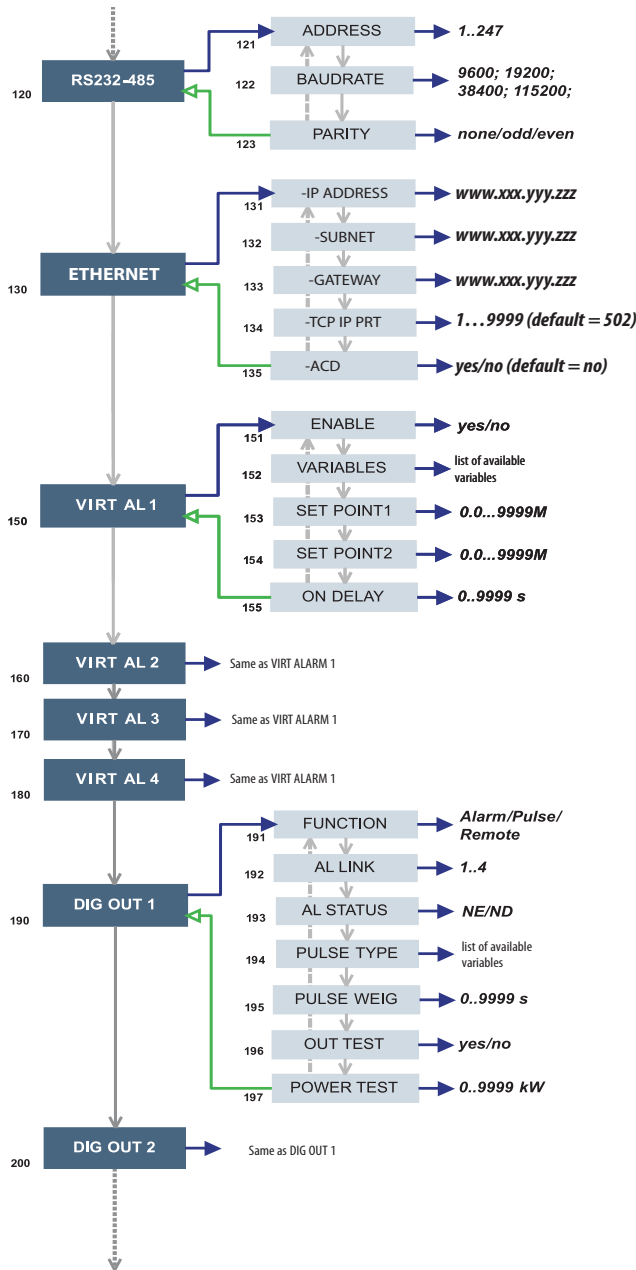 121
ADDRESS
1..247
120
RS232-485
122
BAUDRATE
9600; 19200;
38400; 115200;
123
PARITY
none/odd/even
131
-IP ADDRESS
www.xxx.yyy.zzz
132
-SUBNET
www.xxx.yyy.zzz
130
ETHERNET
133
-GATEWAY
www.xxx.yyy.zzz
134
-TCP IP PRT
1...9999 (default = 502)
135
-ACD
yes/no (default = no)
151
ENABLE
yes/no
152
VARIABLES
list of available
variables
150
VIRT AL 1
153
SET POINT1
0.0...9999M
154
SET POINT2
0.0...9999M
155
ON DELAY
0..9999 s
160
VIRT AL 2
Same as VIRT ALARM 1
170
VIRT AL 3
Same as VIRT ALARM 1
180
VIRT AL 4
Same as VIRT ALARM 1
191
FUNCTION
Alarm/Pulse/
Remote
192
AL LINK
1..4
190
DIG OUT 1
193
AL STATUS
NE/ND
194
PULSE TYPE
list of available
variables
195
PULSE WEIG
0..9999 s
196
OUT TEST
yes/no
197
POWER TEST
0..9999 kW
200
DIG OUT 2
Same as DIG OUT 1